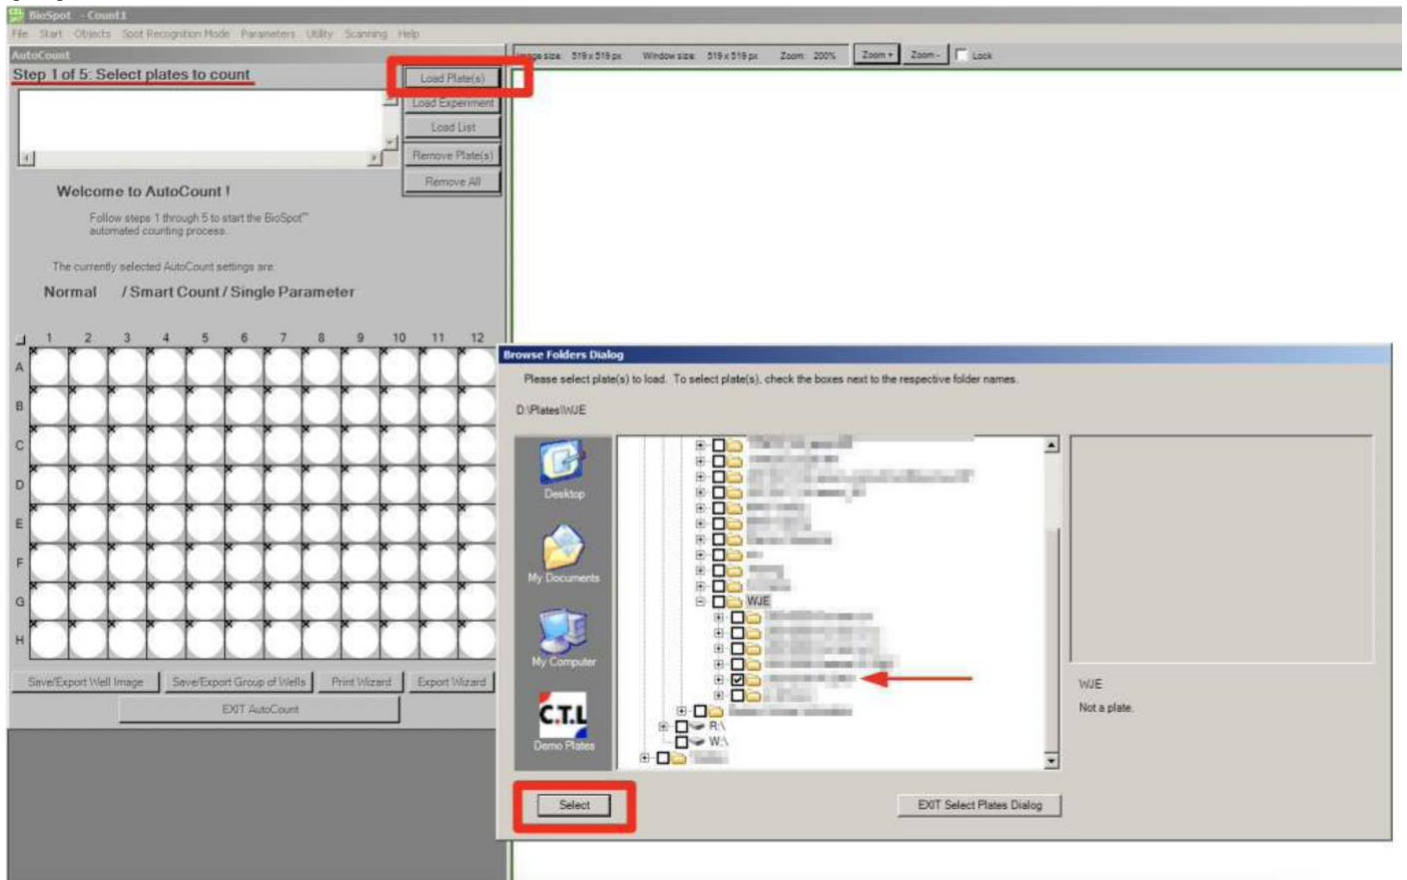 BioSpot - Count1
File Start Objects Spot Recognition Mode Parameters Utility Scanning Help
AutoCount
Image size: 519 x 519 px Window size: 519 x 519 px Zoom: 200% Zoom + Zoom - Lock
Step 1 of 5: Select plates to count
Load Plate(s)
Load Experiment
Load List
Remove Plate(s)
Remove All
Welcome to AutoCount !
Follow steps 1 through 5 to start the BioSpot™
automated counting process.
The currently selected AutoCount settings are:
Normal / Smart Count / Single Parameter
1 2 3 4 5 6 7 8 9 10 11 12
A
B
C
D
E
F
G
H
Save/Export Well Image Save/Export Group of Wells Print Wizard Export Wizard
EXIT AutoCount
Browse Folders Dialog
Please select plate(s) to load. To select plate(s), check the boxes next to the respective folder names.
D:\Plates\WJE
Desktop
My Documents
My Computer
C.T.L
Demo Plates
WJE
R:\
W:\
WJE
Not a plate.
Select
EXIT Select Plates Dialog